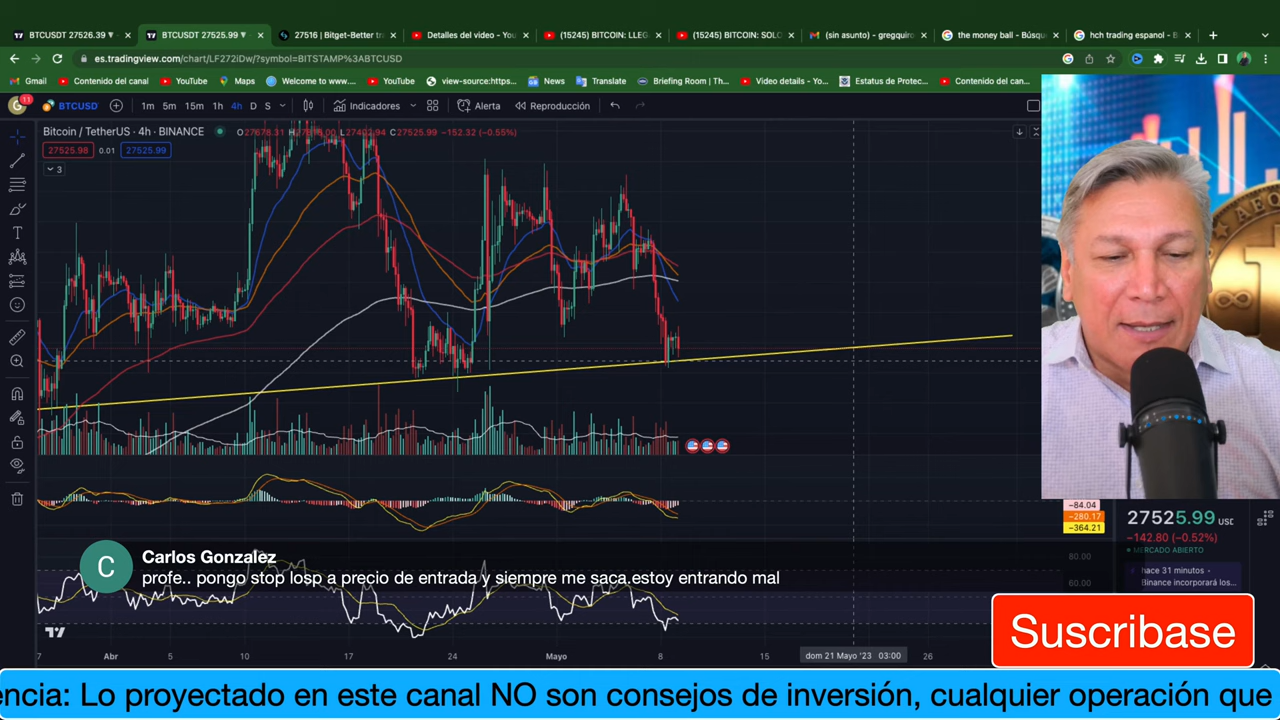 BTCUSDT 27526.39
BTCUSDT 27525.99
27516 | Bitget-Better tra
Detalles del video - You
(15245) BITCOIN: LLEG
(15245) BITCOIN: SOLO
(sin asunto) - gregquiro
the money ball - Búsqu
hch trading espanol - B
es.tradingview.com/chart/LF272iDw/?symbol=BITSTAMP%3ABTCUSD
Gmail
Contenido del canal
YouTube
Maps
Welcome to www....
YouTube
view-source:https...
News
Translate
Briefing Room | Th...
Video details - Yo...
Estatus de Protec...
Contenido del can...
G 11 BTCUSD 1m 5m 15m 1h 4h D S Indicadores Alerta Reproducción
Bitcoin / TetherUS · 4h · BINANCE
L27402.94 C27525.99 −152.32 (−0.55%)
27525.98 0.01 27525.99
3
−84.04
−280.17
−364.21
80.00
60.00
27525.99 USD
−142.80 (−0.52%)
MERCADO ABIERTO
hace 31 minutos •
Binance incorporará los...
C
Carlos Gonzalez
profe.. pongo stop losp a precio de entrada y siempre me saca.estoy entrando mal
Suscribase
7 Abr 5 10 17 24 Mayo 8 15 dom 21 Mayo '23 03:00 26
encia: Lo proyectado en este canal NO son consejos de inversión, cualquier operación que